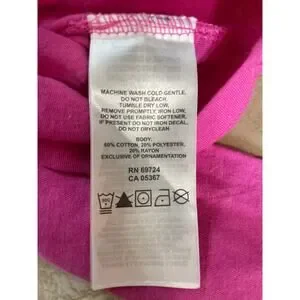 MACHINE WASH COLD GENTLE,
DO NOT BLEACH,
TUMBLE DRY LOW,
REMOVE PROMPTLY, IRON LOW,
DO NOT USE FABRIC SOFTENER,
IF PRESENT DO NOT IRON DECAL,
DO NOT DRYCLEAN
BODY:
60% COTTON, 20% POLYESTER,
20% RAYON
EXCLUSIVE OF ORNAMENTATION
RN 69724
CA 05367